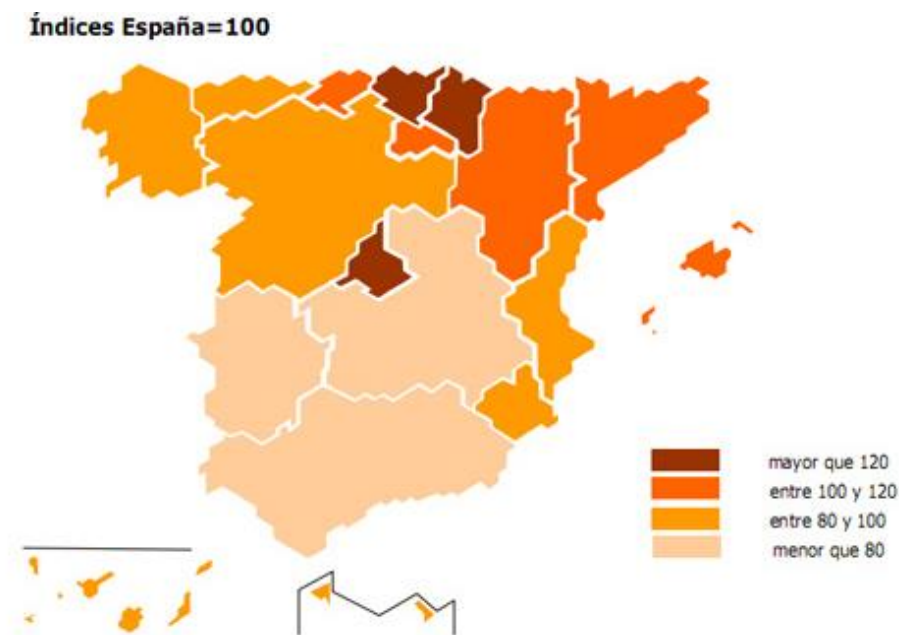 Índices España=100
mayor que 120
entre 100 y 120
entre 80 y 100
menor que 80